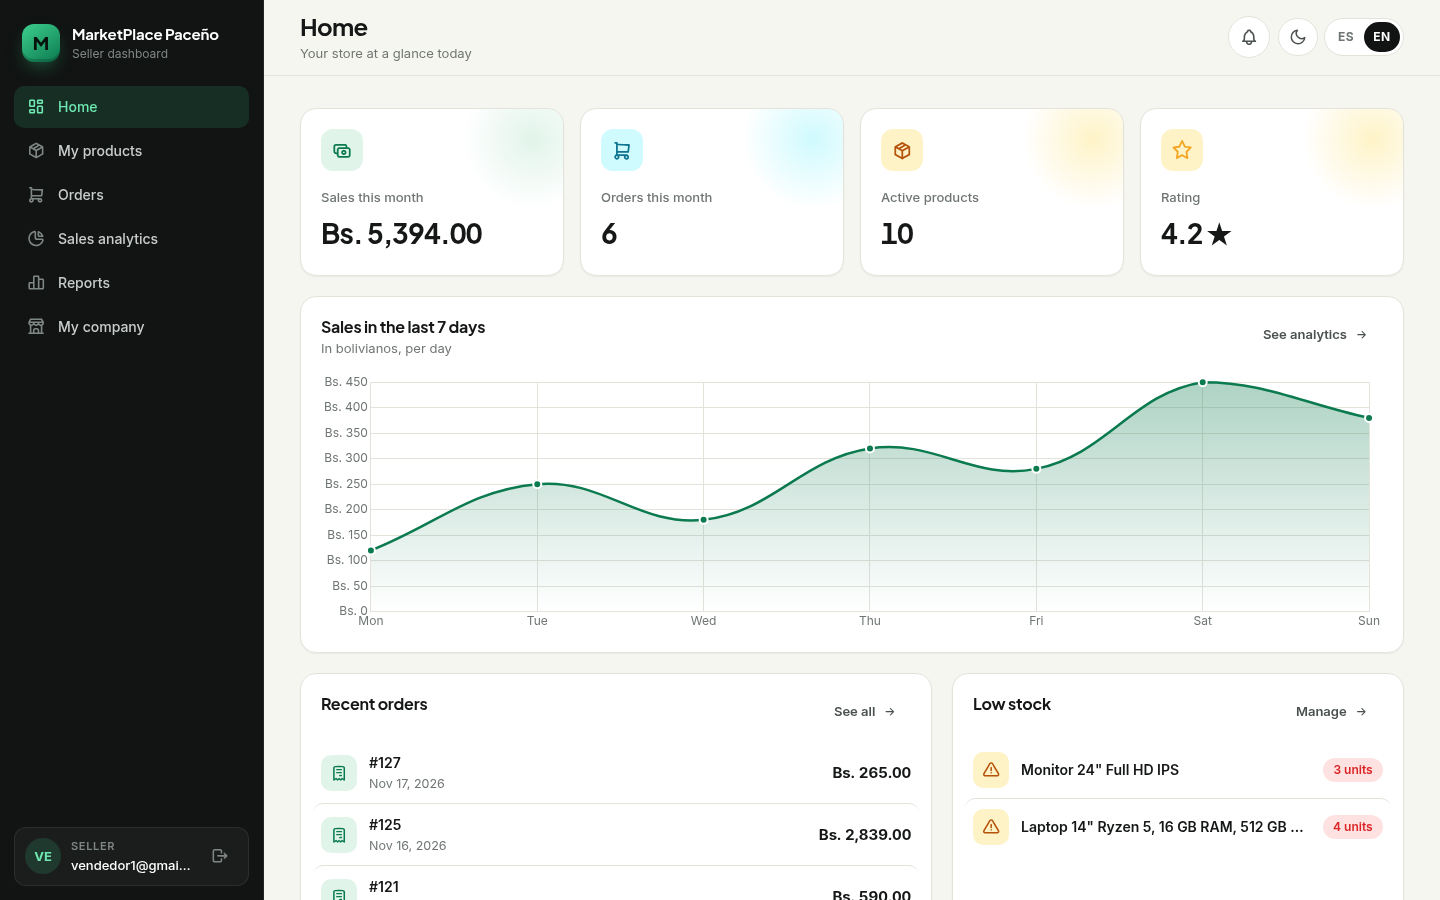 M
MarketPlace Paceño
Seller dashboard
Home
My products
Orders
Sales analytics
Reports
My company
VE
SELLER
vendedor1@gmai...
Home
Your store at a glance today
ES
EN
Sales this month
Bs. 5,394.00
Orders this month
6
Active products
10
Rating
4.2 ★
Sales in the last 7 days
In bolivianos, per day
See analytics →
Bs. 450
Bs. 400
Bs. 350
Bs. 300
Bs. 250
Bs. 200
Bs. 150
Bs. 100
Bs. 50
Bs. 0
Mon Tue Wed Thu Fri Sat Sun
Recent orders
See all →
#127
Nov 17, 2026
Bs. 265.00
#125
Nov 16, 2026
Bs. 2,839.00
#121
Bs. 590.00
Low stock
Manage →
Monitor 24" Full HD IPS
3 units
Laptop 14" Ryzen 5, 16 GB RAM, 512 GB ...
4 units